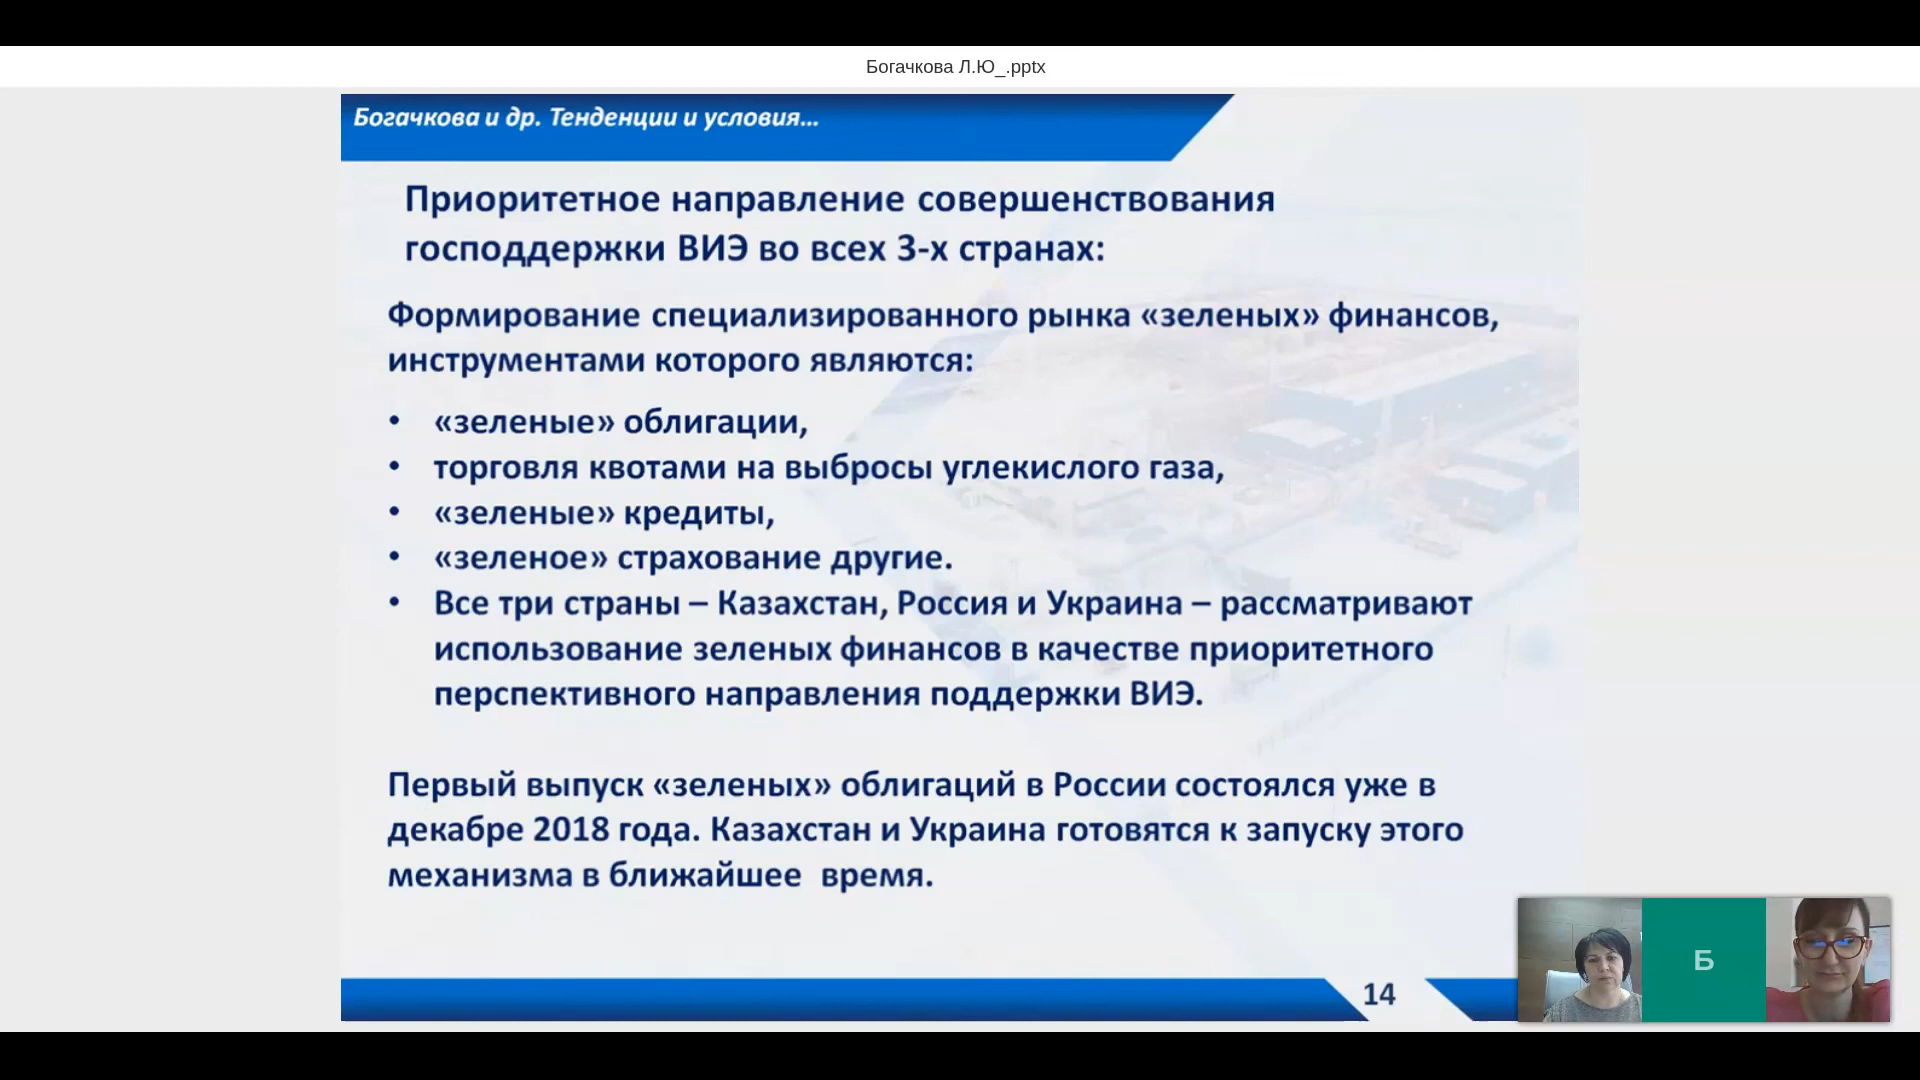 Богачкова Л.Ю_.pptx
Богачкова и др. Тенденции и условия...
Приоритетное направление совершенствования
господдержки ВИЭ во всех 3-х странах:
Формирование специализированного рынка «зеленых» финансов,
инструментами которого являются:
• «зеленые» облигации,
• торговля квотами на выбросы углекислого газа,
• «зеленые» кредиты,
• «зеленое» страхование другие.
• Все три страны – Казахстан, Россия и Украина – рассматривают
использование зеленых финансов в качестве приоритетного
перспективного направления поддержки ВИЭ.
Первый выпуск «зеленых» облигаций в России состоялся уже в
декабре 2018 года. Казахстан и Украина готовятся к запуску этого
механизма в ближайшее  время.
14
Б